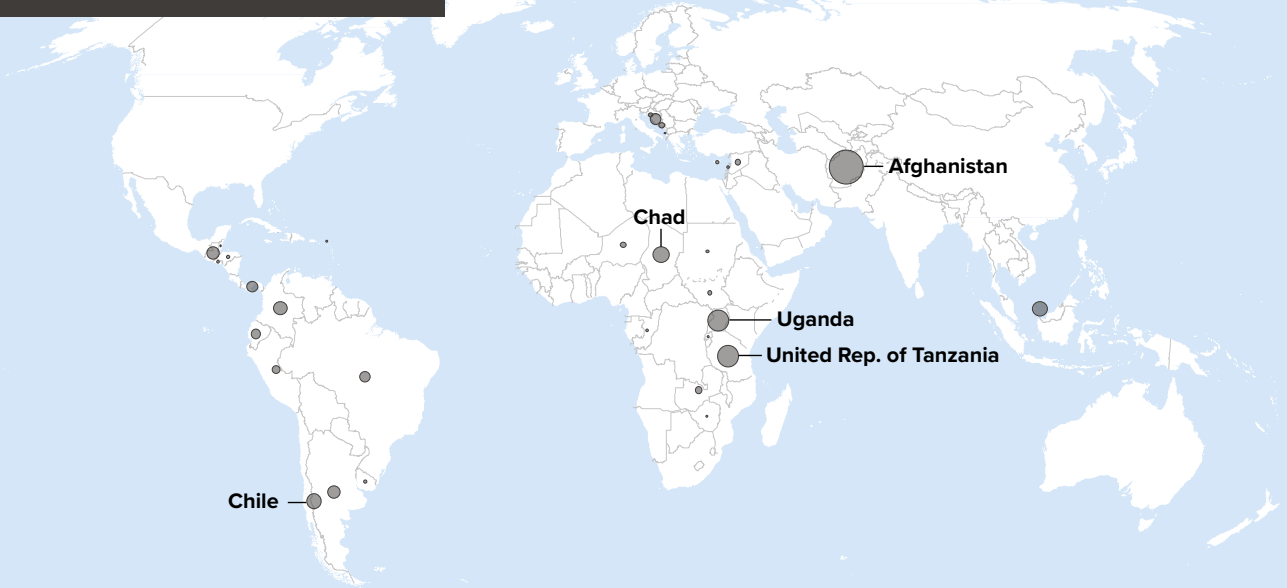 Afghanistan
Chad
Uganda
United Rep. of Tanzania
Chile